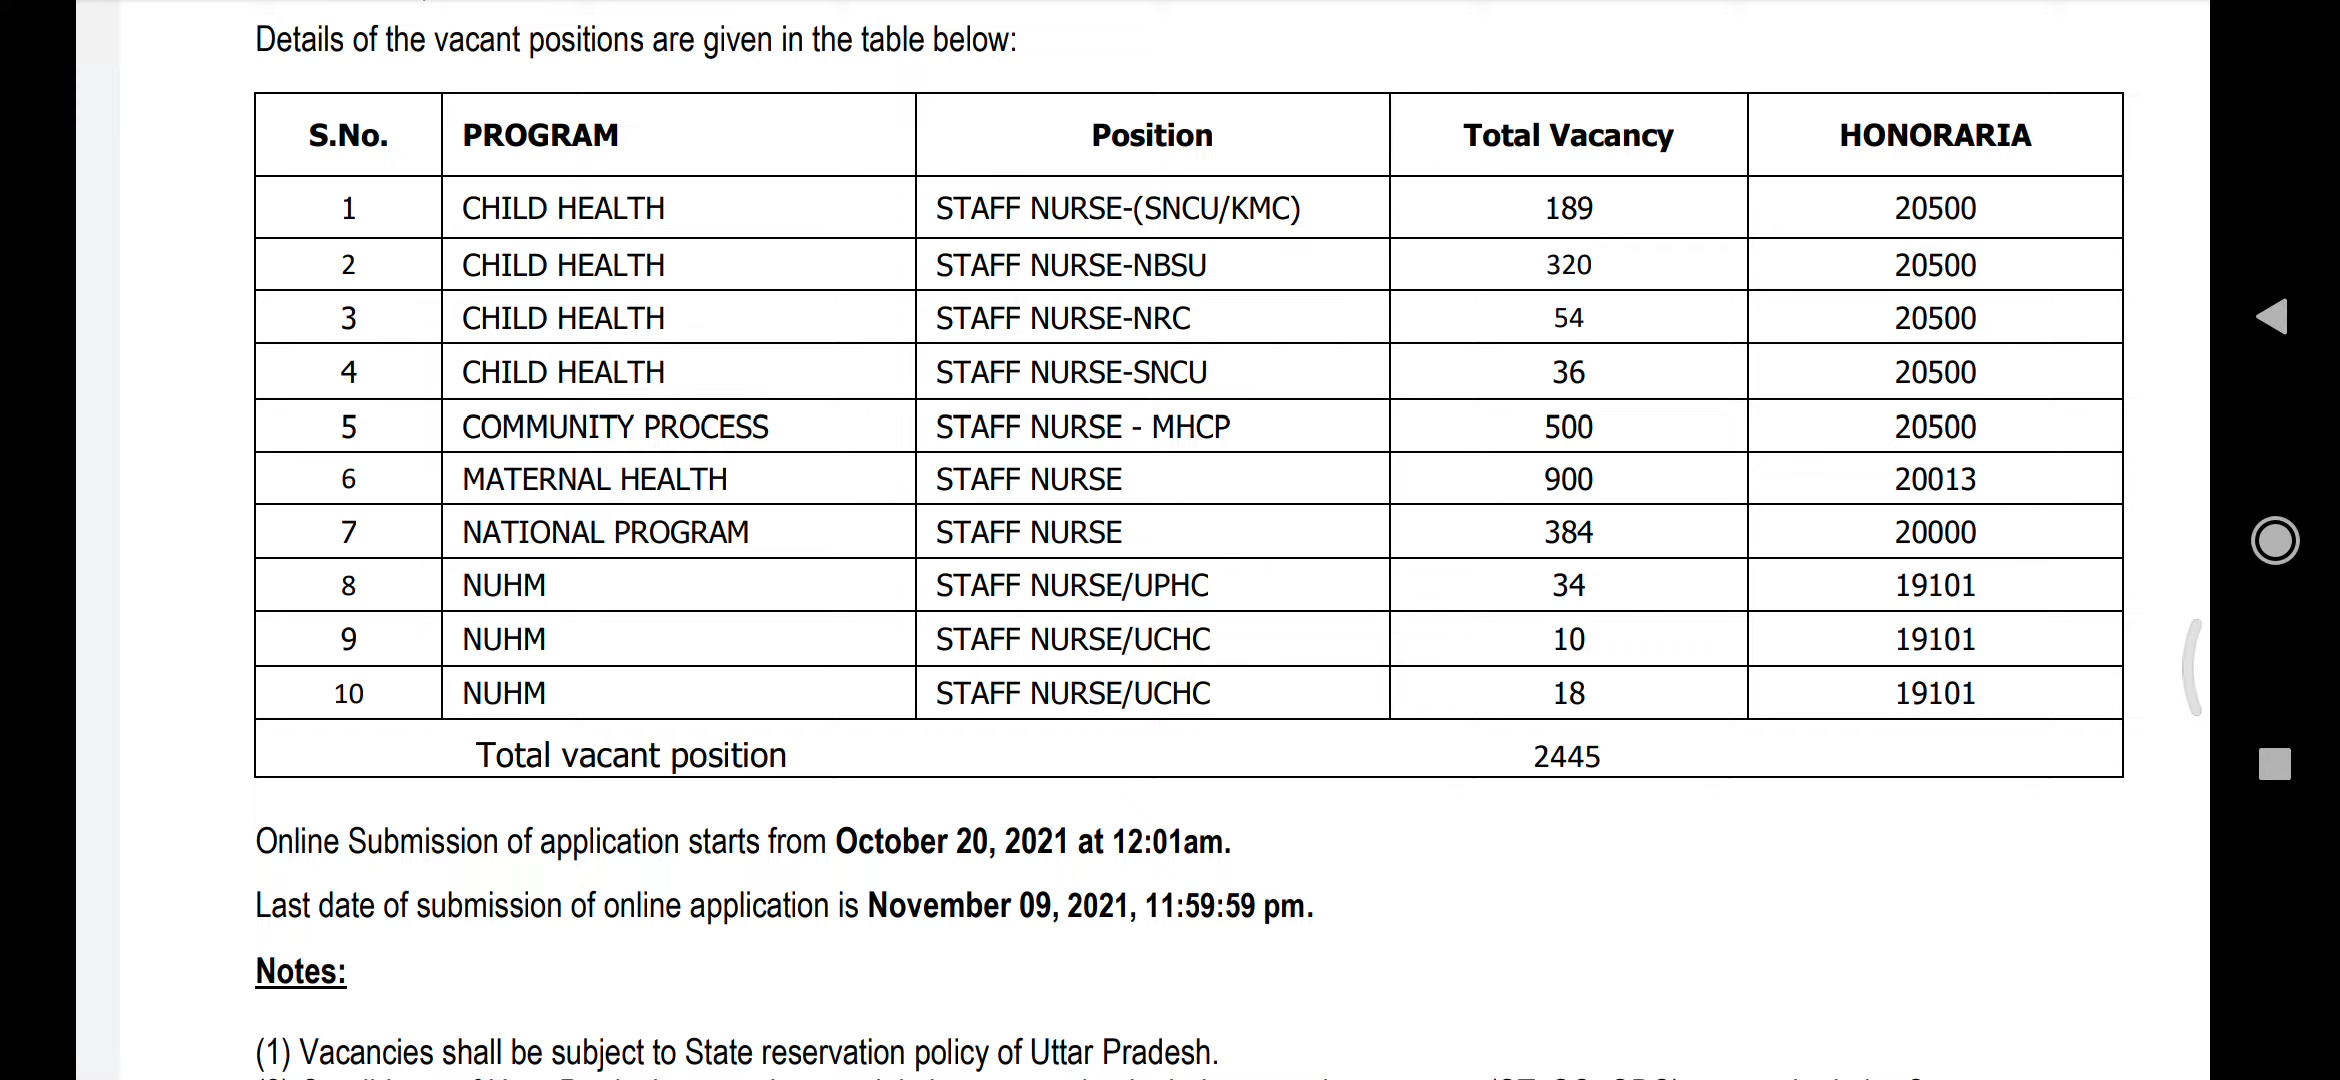 Details of the vacant positions are given in the table below:
S.No. PROGRAM Position Total Vacancy HONORARIA
1 CHILD HEALTH STAFF NURSE-(SNCU/KMC) 189 20500
2 CHILD HEALTH STAFF NURSE-NBSU 320 20500
3 CHILD HEALTH STAFF NURSE-NRC 54 20500
4 CHILD HEALTH STAFF NURSE-SNCU 36 20500
5 COMMUNITY PROCESS STAFF NURSE - MHCP 500 20500
6 MATERNAL HEALTH STAFF NURSE 900 20013
7 NATIONAL PROGRAM STAFF NURSE 384 20000
8 NUHM STAFF NURSE/UPHC 34 19101
9 NUHM STAFF NURSE/UCHC 10 19101
10 NUHM STAFF NURSE/UCHC 18 19101
Total vacant position 2445
Online Submission of application starts from October 20, 2021 at 12:01am.
Last date of submission of online application is November 09, 2021, 11:59:59 pm.
Notes:
(1) Vacancies shall be subject to State reservation policy of Uttar Pradesh.